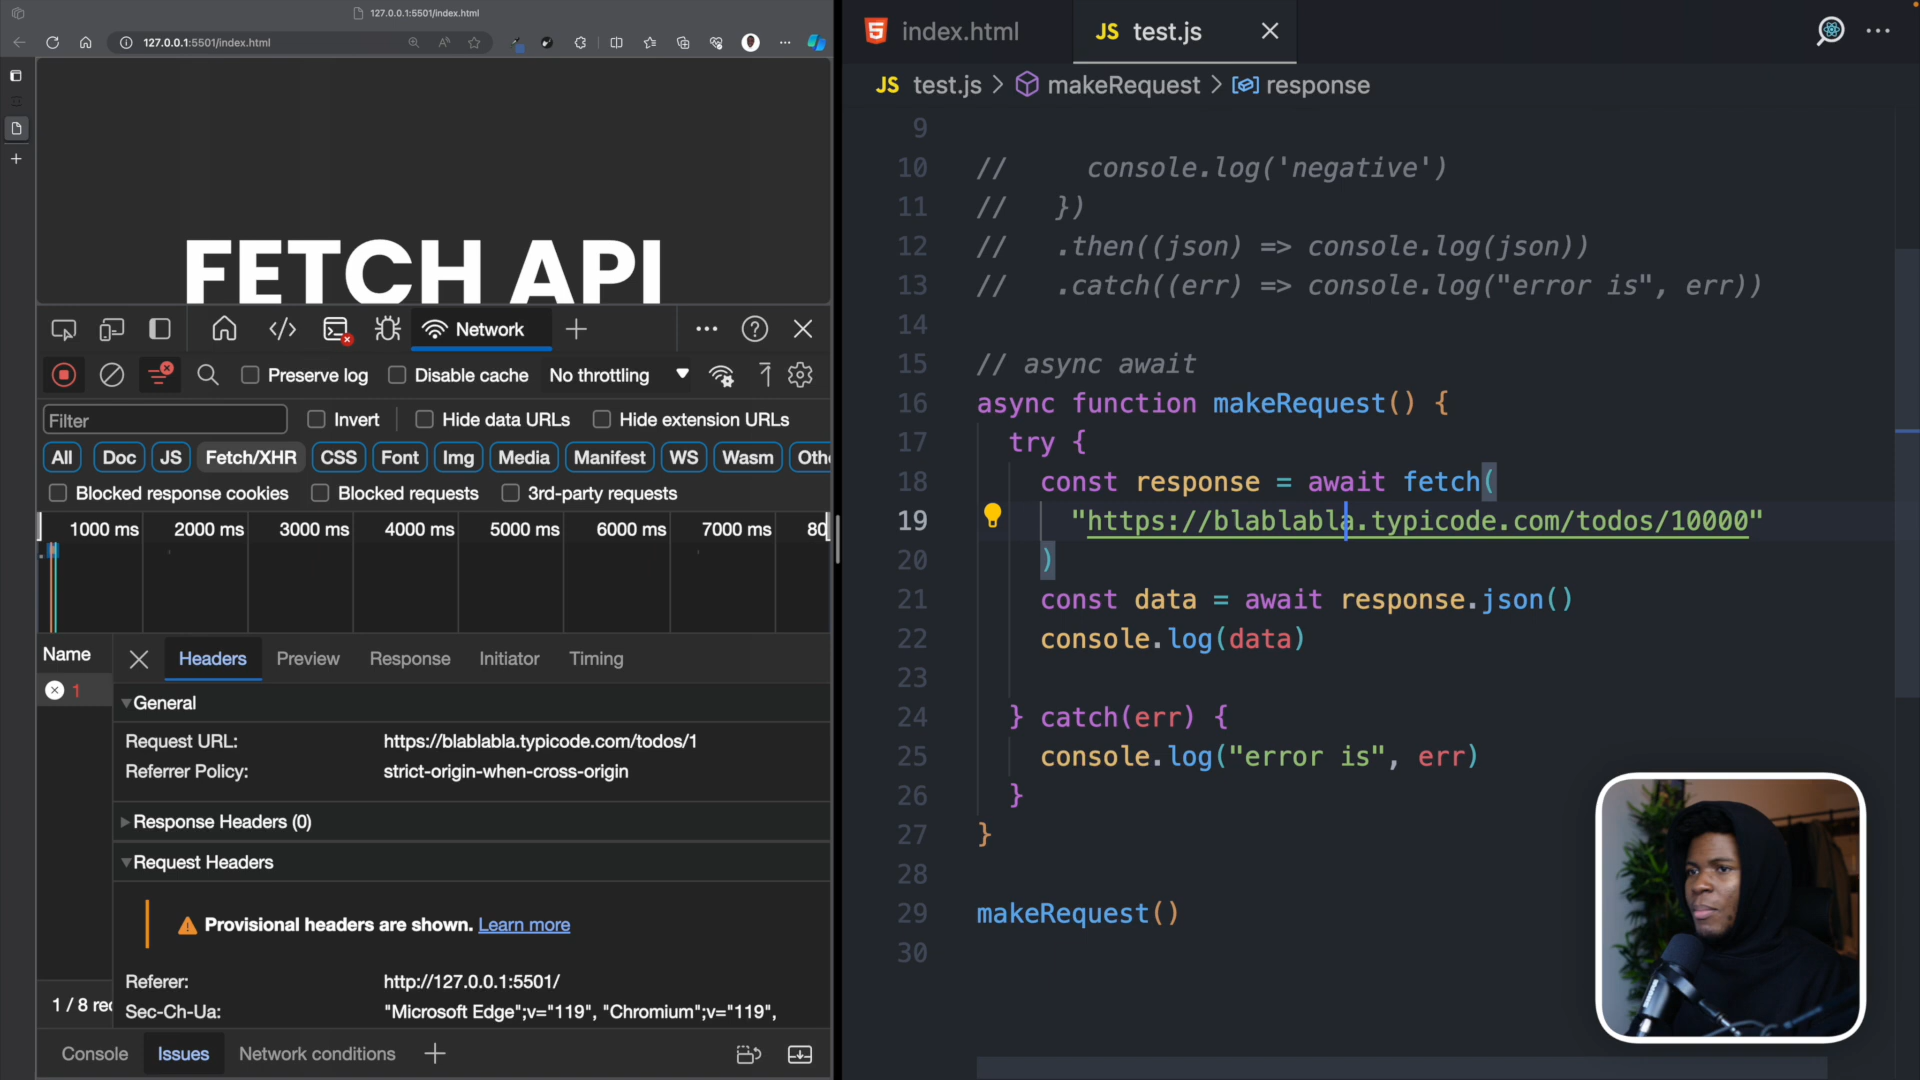 127.0.0.1:5501/index.html
127.0.0.1:5501/index.html
FETCH API
Network
Preserve log
Disable cache
No throttling
Filter
Invert
Hide data URLs
Hide extension URLs
All
Doc
JS
Fetch/XHR
CSS
Font
Img
Media
Manifest
WS
Wasm
Othe
Blocked response cookies
Blocked requests
3rd-party requests
1000 ms
2000 ms
3000 ms
4000 ms
5000 ms
6000 ms
7000 ms
80
Name
Headers
Preview
Response
Initiator
Timing
1
General
Request URL: https://blablabla.typicode.com/todos/1
Referrer Policy: strict-origin-when-cross-origin
Response Headers (0)
Request Headers
Provisional headers are shown. Learn more
Referer: http://127.0.0.1:5501/
1 / 8 req
Sec-Ch-Ua: "Microsoft Edge";v="119", "Chromium";v="119",
Console
Issues
Network conditions
index.html
JS test.js
JS test.js > makeRequest > response
9
10 //     console.log('negative')
11 //   })
12 //   .then((json) => console.log(json))
13 //   .catch((err) => console.log("error is", err))
14
15 // async await
16 async function makeRequest() {
17   try {
18     const response = await fetch(
19       "https://blablabla.typicode.com/todos/10000"
20     )
21     const data = await response.json()
22     console.log(data)
23
24   } catch(err) {
25     console.log("error is", err)
26   }
27 }
28
29 makeRequest()
30